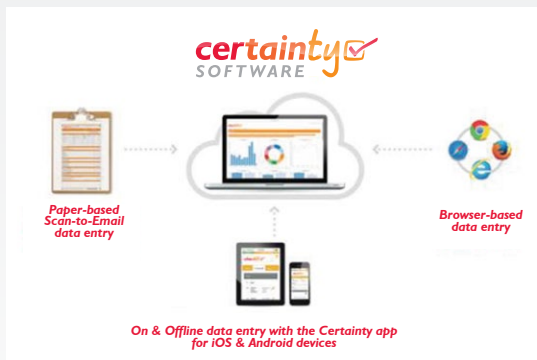 certainty
SOFTWARE
Paper-based
Scan-to-Email
data entry
Browser-based
data entry
On & Offline data entry with the Certainty app
for iOS & Android devices